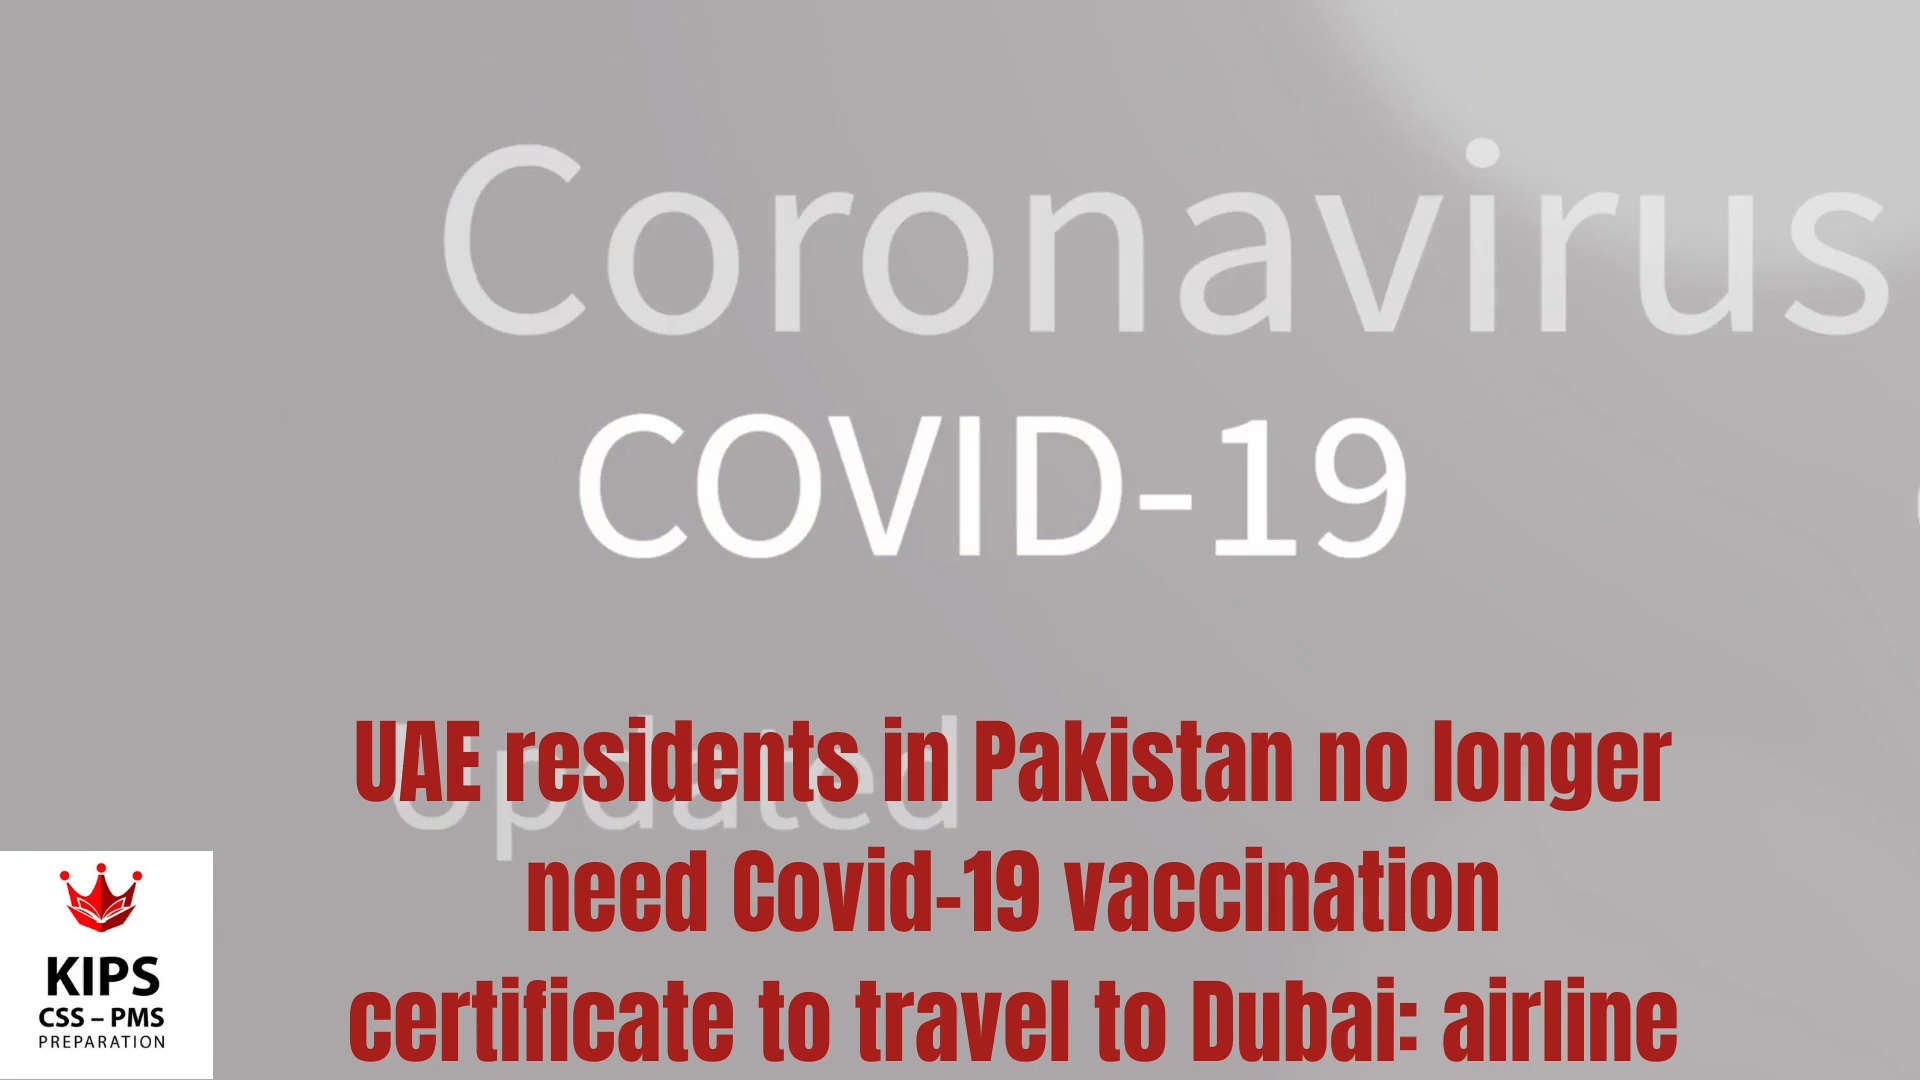 Coronavirus
COVID-19
Updated
UAE residents in Pakistan no longer
need Covid-19 vaccination
certificate to travel to Dubai: airline
KIPS
CSS – PMS
PREPARATION